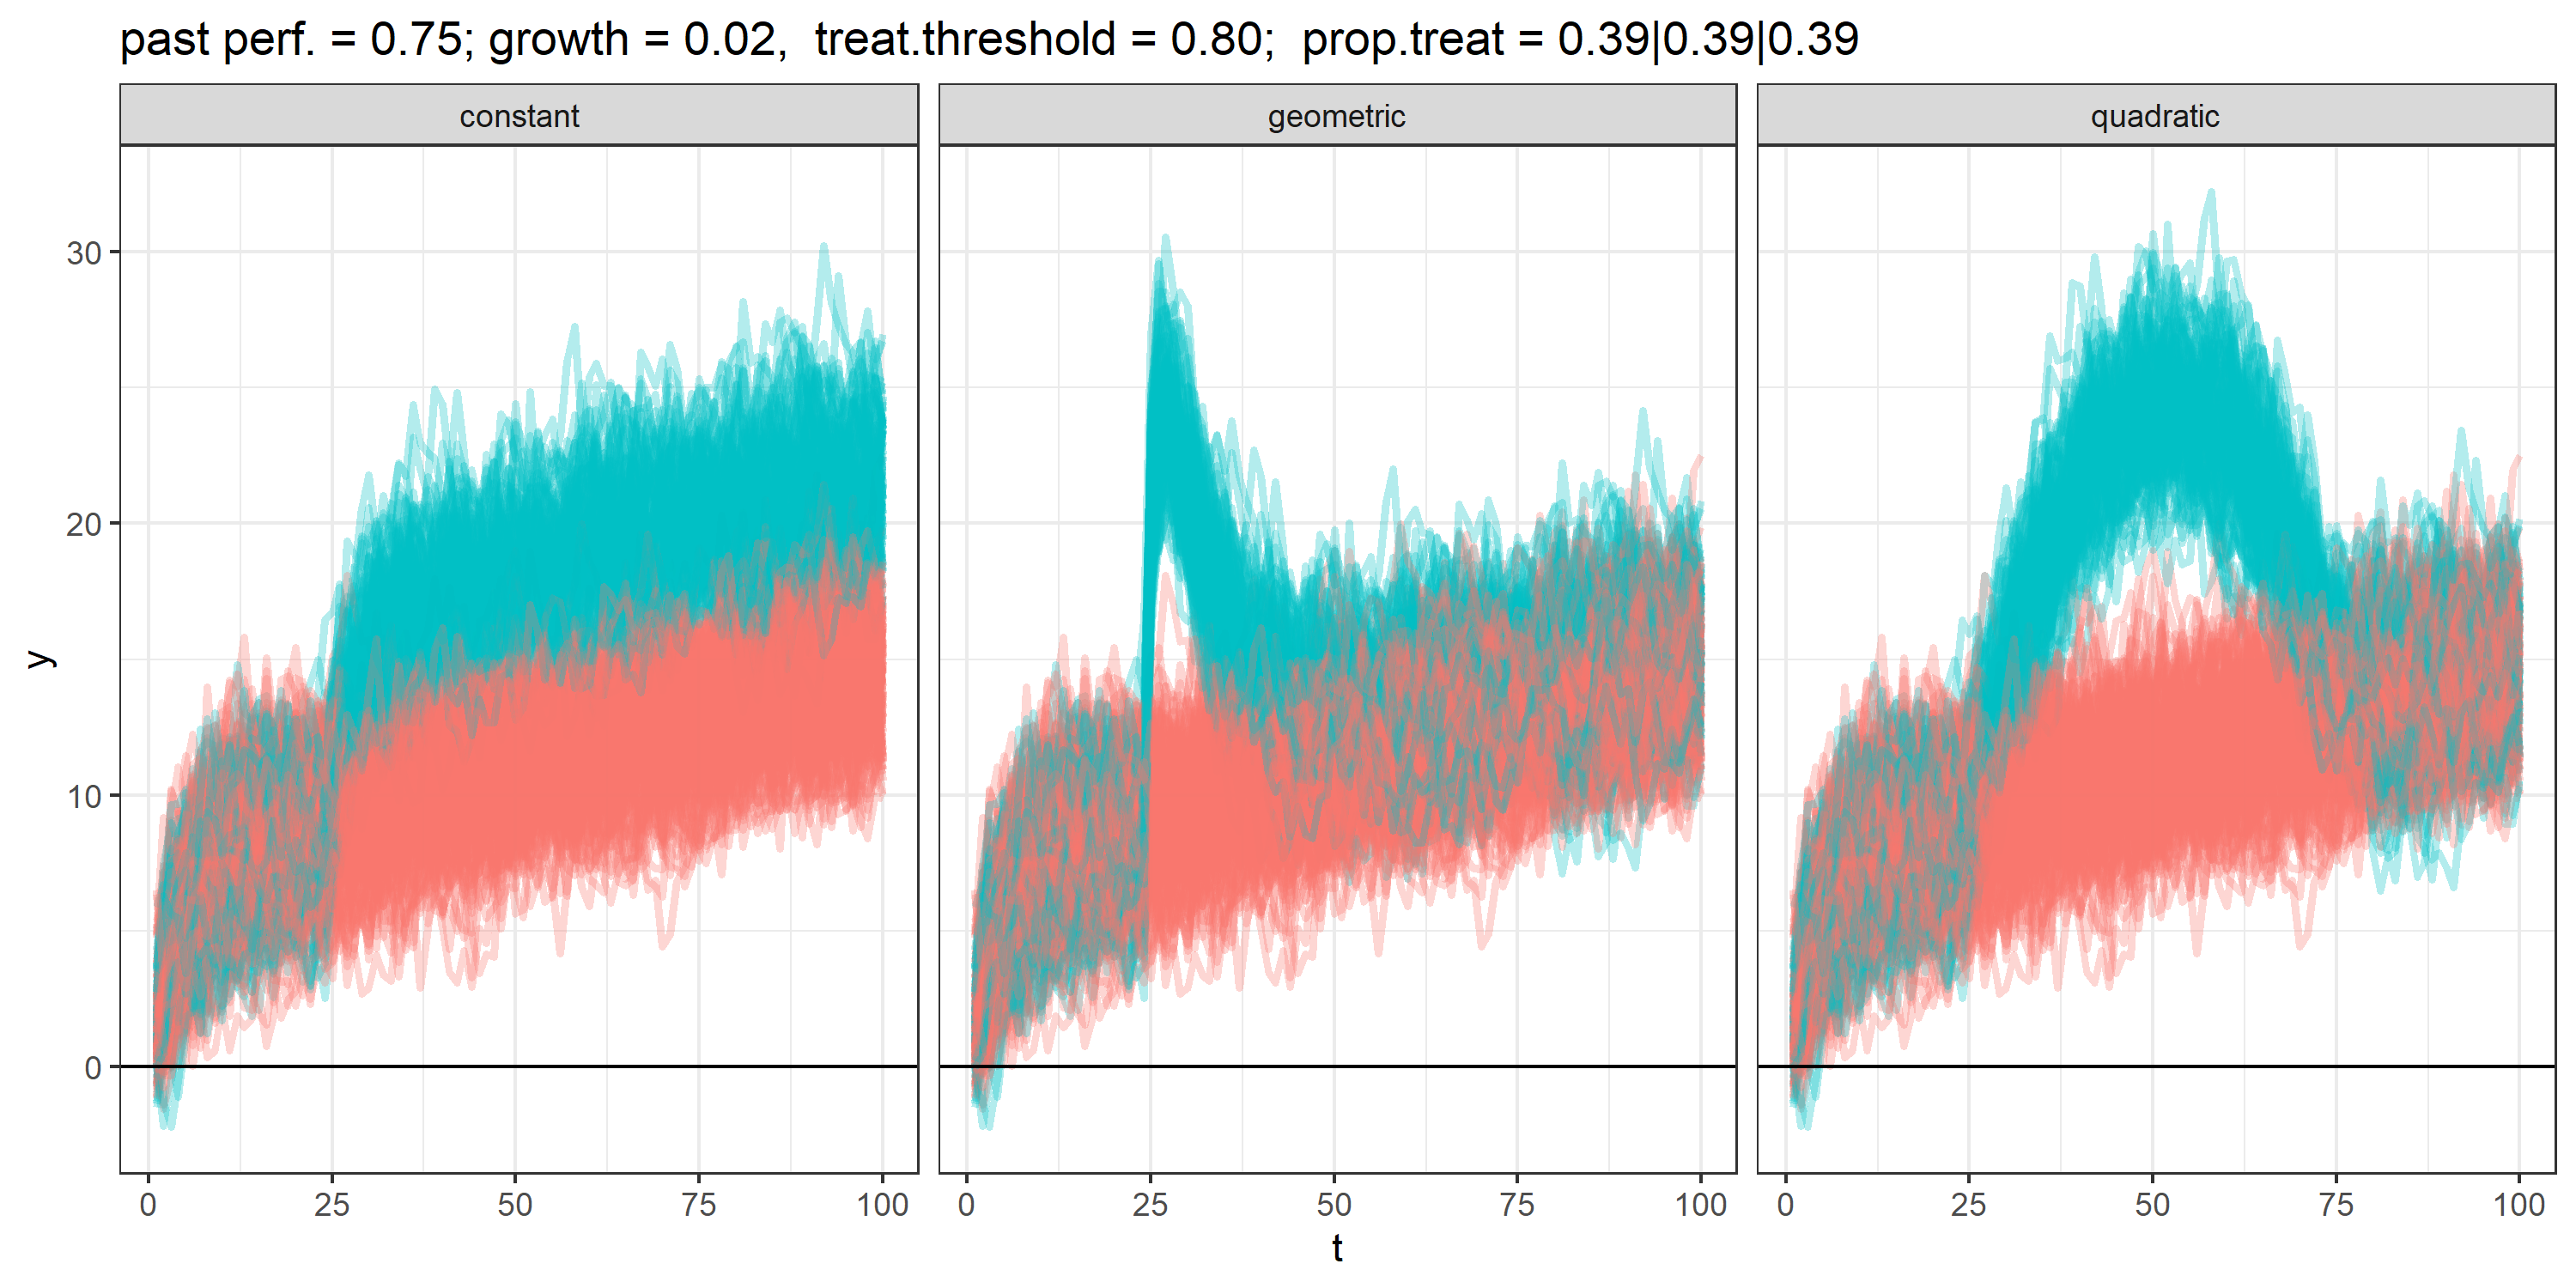 past perf. = 0.75; growth = 0.02,  treat.threshold = 0.80;  prop.treat = 0.39|0.39|0.39
constant geometric quadratic
30
20
10
0
y
0 25 50 75 100 0 25 50 75 100 0 25 50 75 100
t